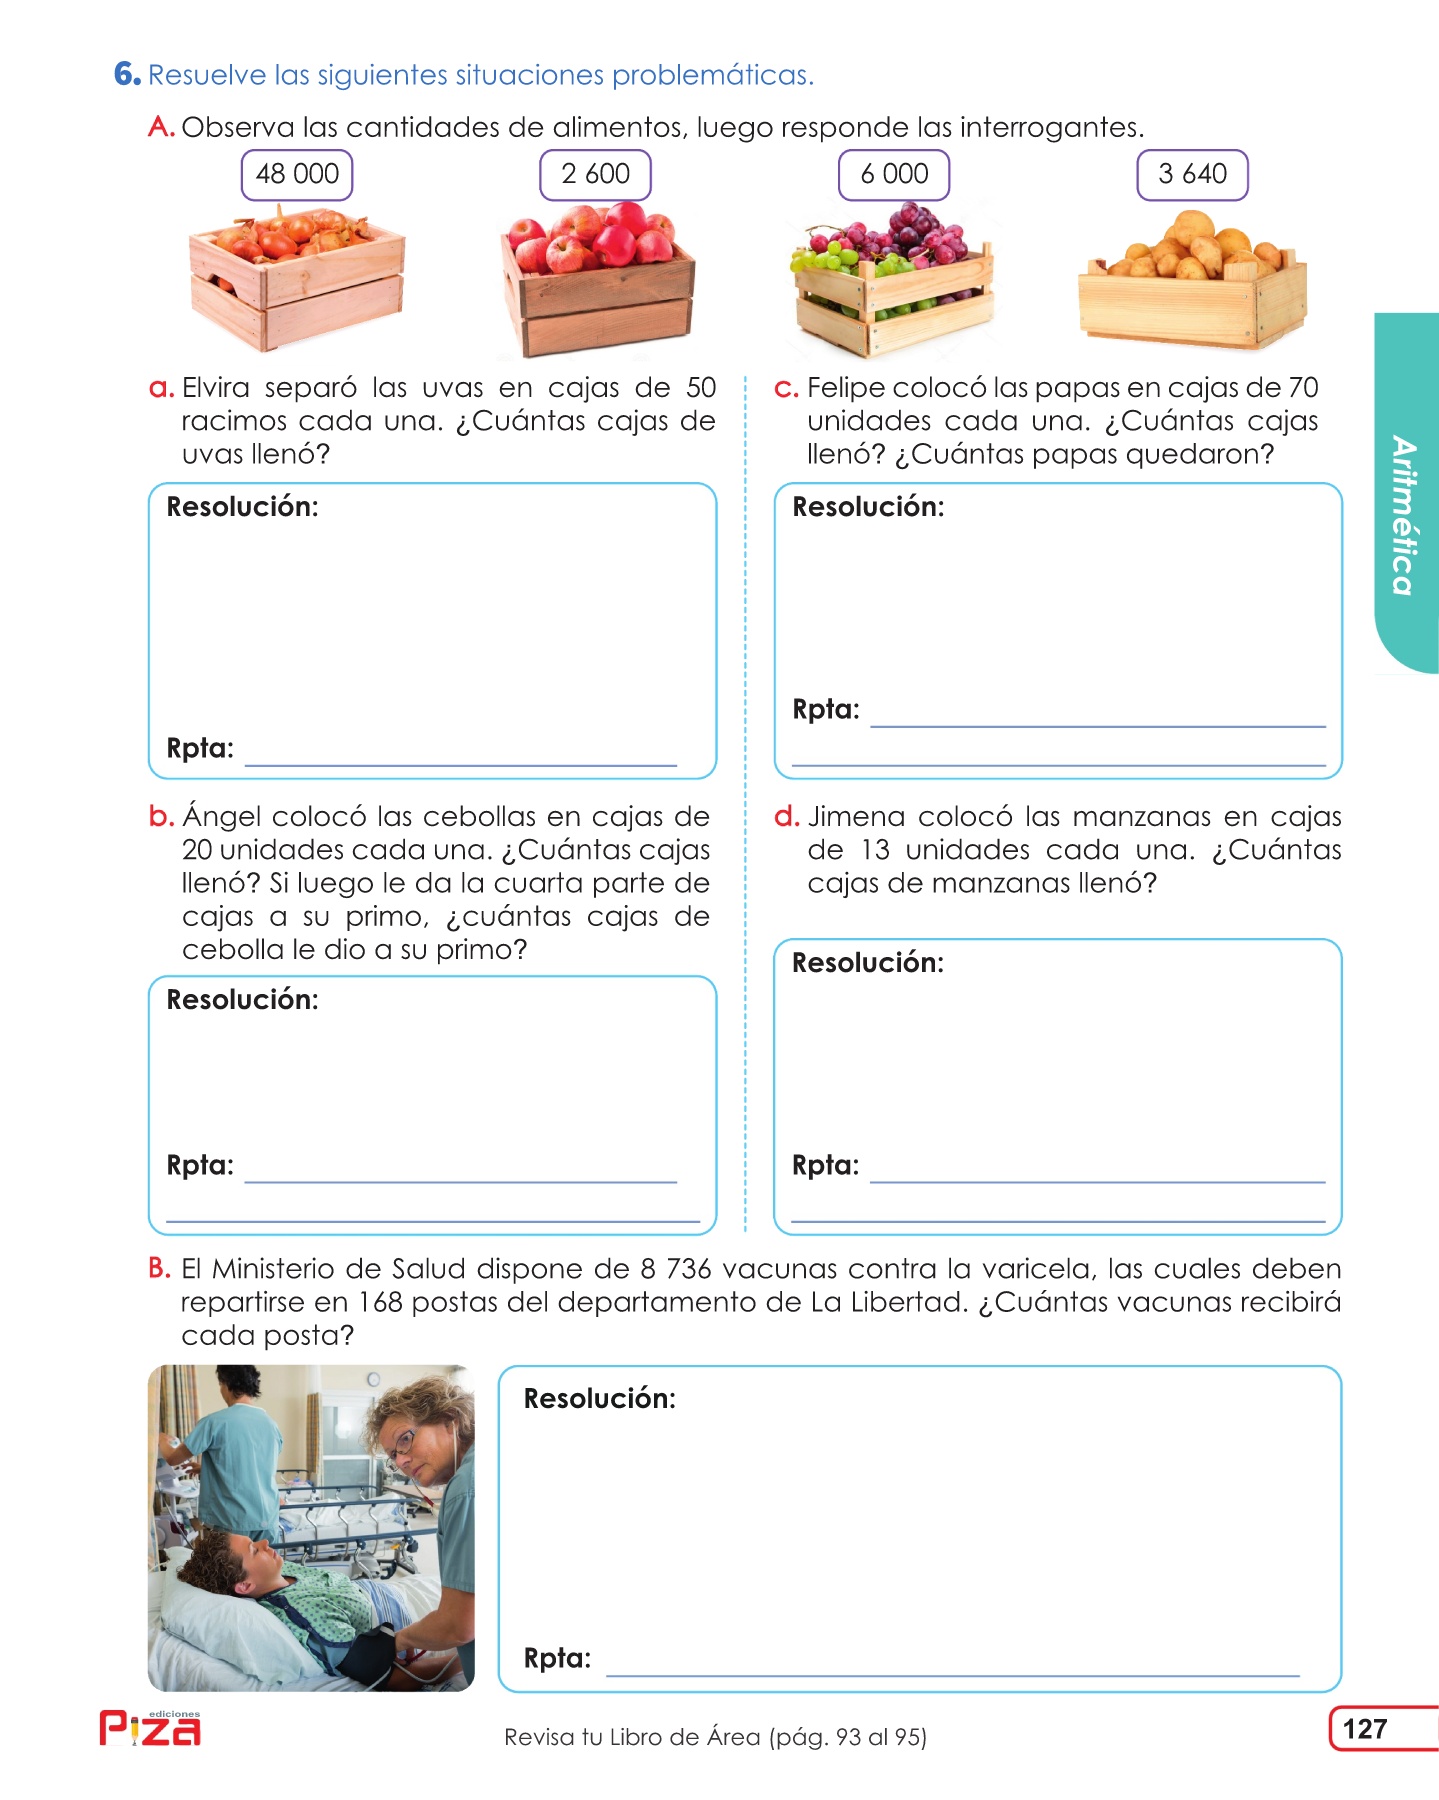 6. Resuelve las siguientes situaciones problemáticas.
A. Observa las cantidades de alimentos, luego responde las interrogantes.
48 000
2 600
6 000
3 640
a. Elvira separó las uvas en cajas de 50
racimos cada una. ¿Cuántas cajas de
uvas llenó?
Resolución:
Rpta:
b. Ángel colocó las cebollas en cajas de
20 unidades cada una. ¿Cuántas cajas
llenó? Si luego le da la cuarta parte de
cajas a su primo, ¿cuántas cajas de
cebolla le dio a su primo?
Resolución:
Rpta:
c. Felipe colocó las papas en cajas de 70
unidades cada una. ¿Cuántas cajas
llenó? ¿Cuántas papas quedaron?
Resolución:
Rpta:
d. Jimena colocó las manzanas en cajas
de 13 unidades cada una. ¿Cuántas
cajas de manzanas llenó?
Resolución:
Rpta:
Aritmética
B. El Ministerio de Salud dispone de 8 736 vacunas contra la varicela, las cuales deben
repartirse en 168 postas del departamento de La Libertad. ¿Cuántas vacunas recibirá
cada posta?
Resolución:
Rpta:
ediciones
Piza
Revisa tu Libro de Área (pág. 93 al 95)
127